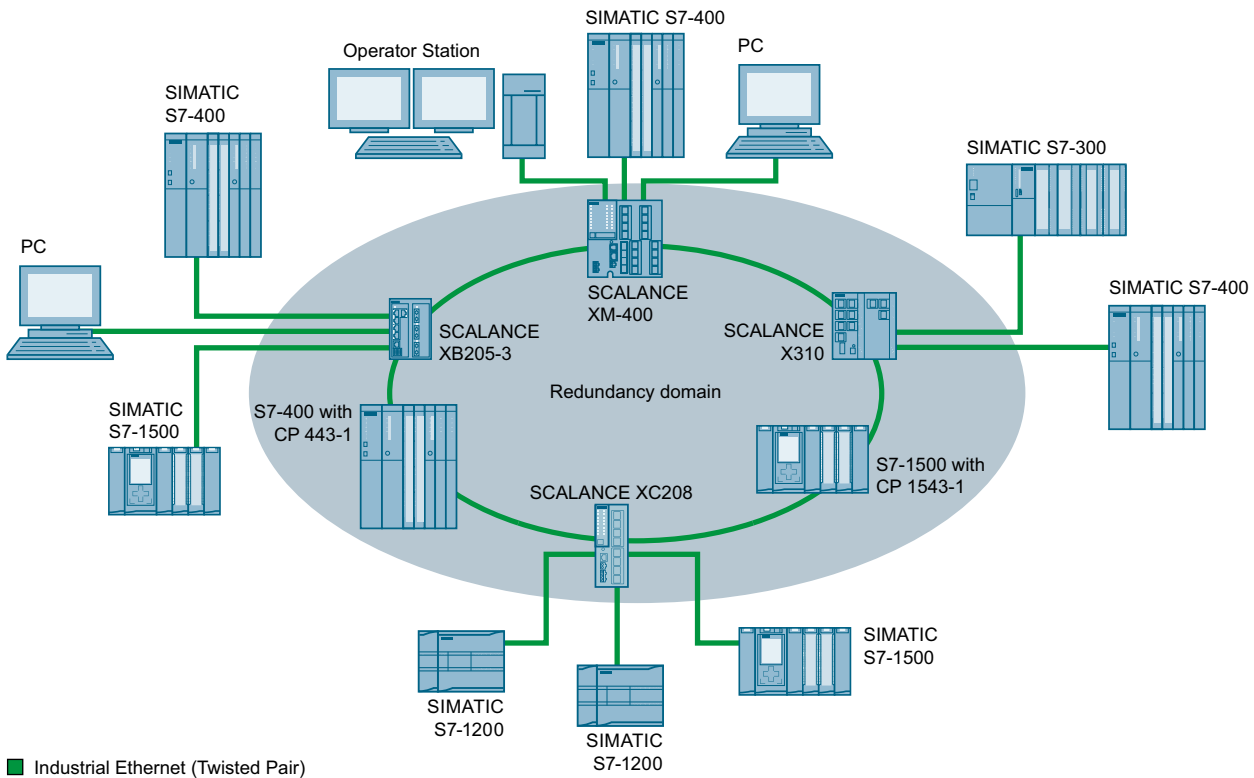 SIMATIC S7-400
Operator Station
PC
SIMATIC
S7-400
SIMATIC S7-300
PC
SCALANCE
XM-400
SIMATIC S7-400
SCALANCE
XB205-3
SCALANCE
X310
Redundancy domain
SIMATIC
S7-1500
S7-400 with
CP 443-1
S7-1500 with
CP 1543-1
SCALANCE XC208
SIMATIC
S7-1500
SIMATIC
S7-1200
SIMATIC
S7-1200
Industrial Ethernet (Twisted Pair)